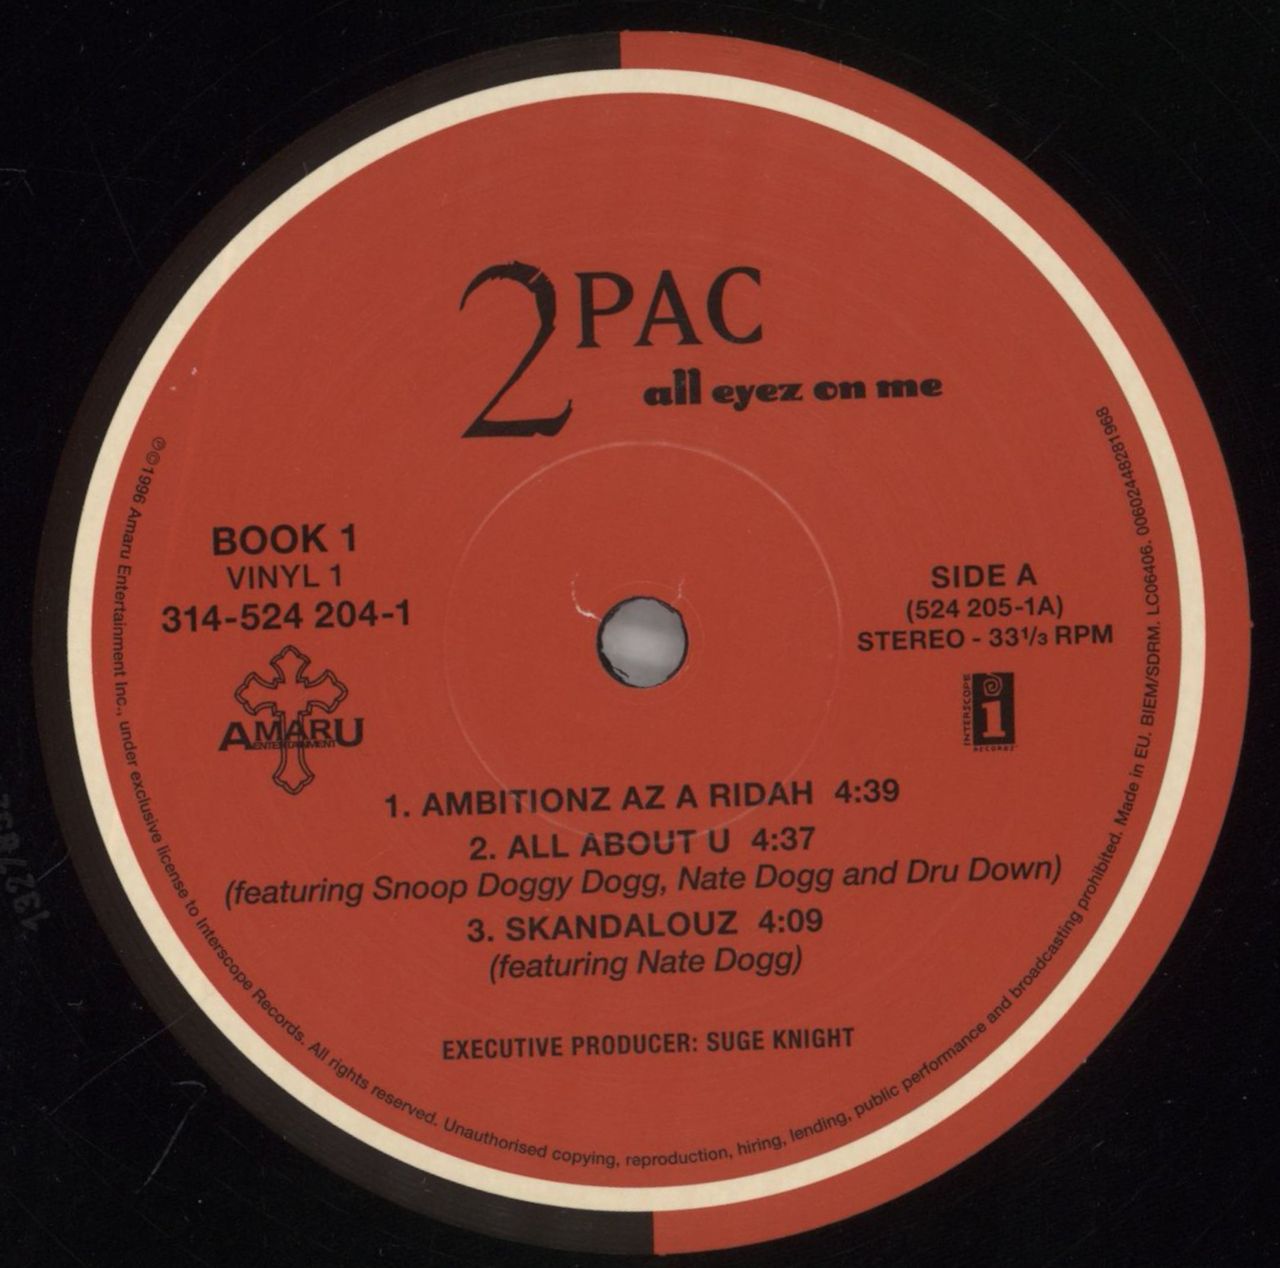 2PAC
all eyez on me
BOOK 1
VINYL 1
314-524 204-1
AMARU
ENTERTAINMENT
SIDE A
(524 205-1A)
STEREO - 33⅓ RPM
INTERSCOPE
i
RECORDS
1. AMBITIONZ AZ A RIDAH 4:39
2. ALL ABOUT U 4:37
(featuring Snoop Doggy Dogg, Nate Dogg and Dru Down)
3. SKANDALOUZ 4:09
(featuring Nate Dogg)
EXECUTIVE PRODUCER: SUGE KNIGHT
℗©1996 Amaru Entertainment Inc., under exclusive license to Interscope Records. All rights reserved. Unauthorised copying, reproduction, hiring, lending, public performance and broadcasting prohibited. Made in EU. BIEM/SDRM. LC06406. 00602448281968